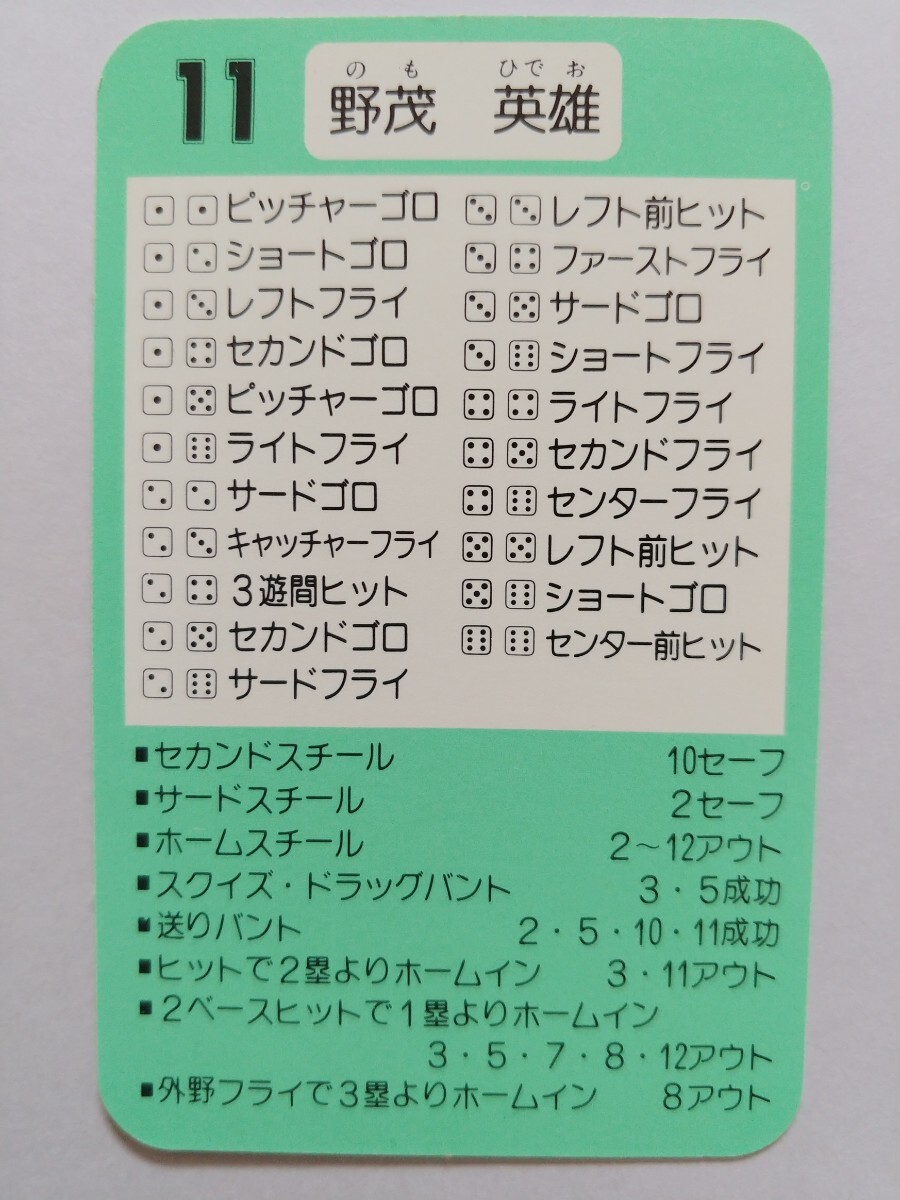 11
のも ひでお
野茂 英雄
ピッチャーゴロ
ショートゴロ
レフトフライ
セカンドゴロ
ピッチャーゴロ
ライトフライ
サードゴロ
キャッチャーフライ
3遊間ヒット
セカンドゴロ
サードフライ
レフト前ヒット
ファーストフライ
サードゴロ
ショートフライ
ライトフライ
セカンドフライ
センターフライ
レフト前ヒット
ショートゴロ
センター前ヒット
■セカンドスチール 10セーフ
■サードスチール 2セーフ
■ホームスチール 2〜12アウト
■スクイズ・ドラッグバント 3・5成功
■送りバント 2・5・10・11成功
■ヒットで2塁よりホームイン 3・11アウト
■2ベースヒットで1塁よりホームイン
3・5・7・8・12アウト
■外野フライで3塁よりホームイン 8アウト